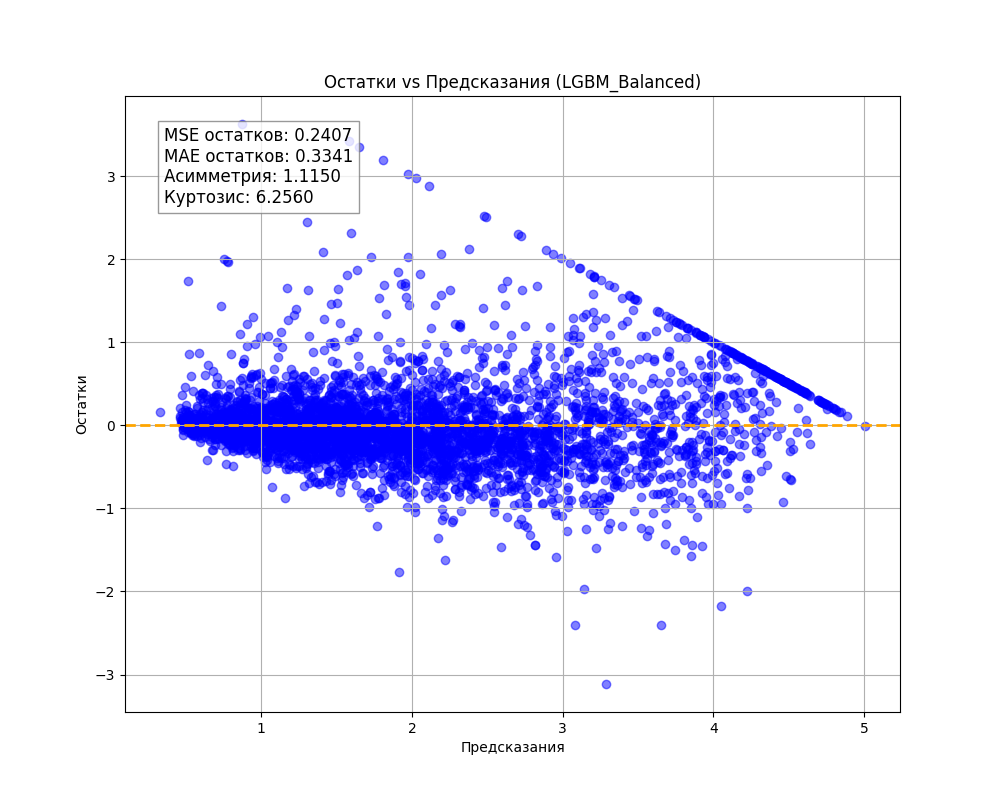 Остатки vs Предсказания (LGBM_Balanced)
MSE остатков: 0.2407
MAE остатков: 0.3341
Асимметрия: 1.1150
Куртозис: 6.2560
Остатки
3
2
1
0
−1
−2
−3
1
2
3
4
5
Предсказания